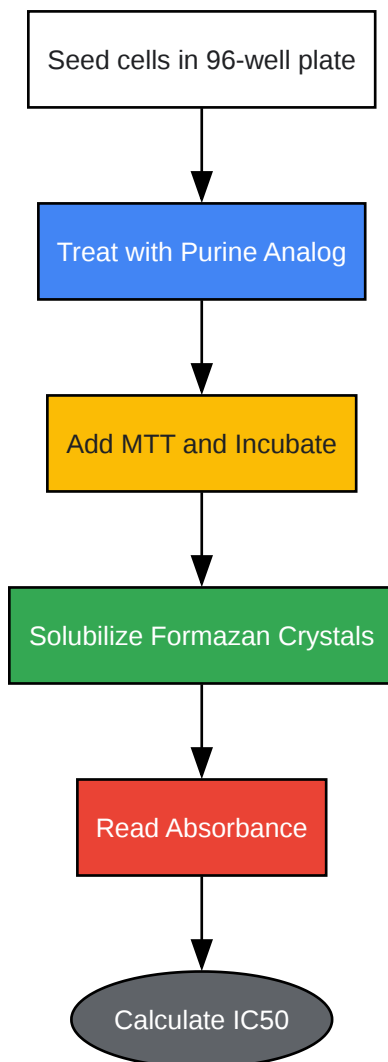 Seed cells in 96-well plate
Treat with Purine Analog
Add MTT and Incubate
Solubilize Formazan Crystals
Read Absorbance
Calculate IC50